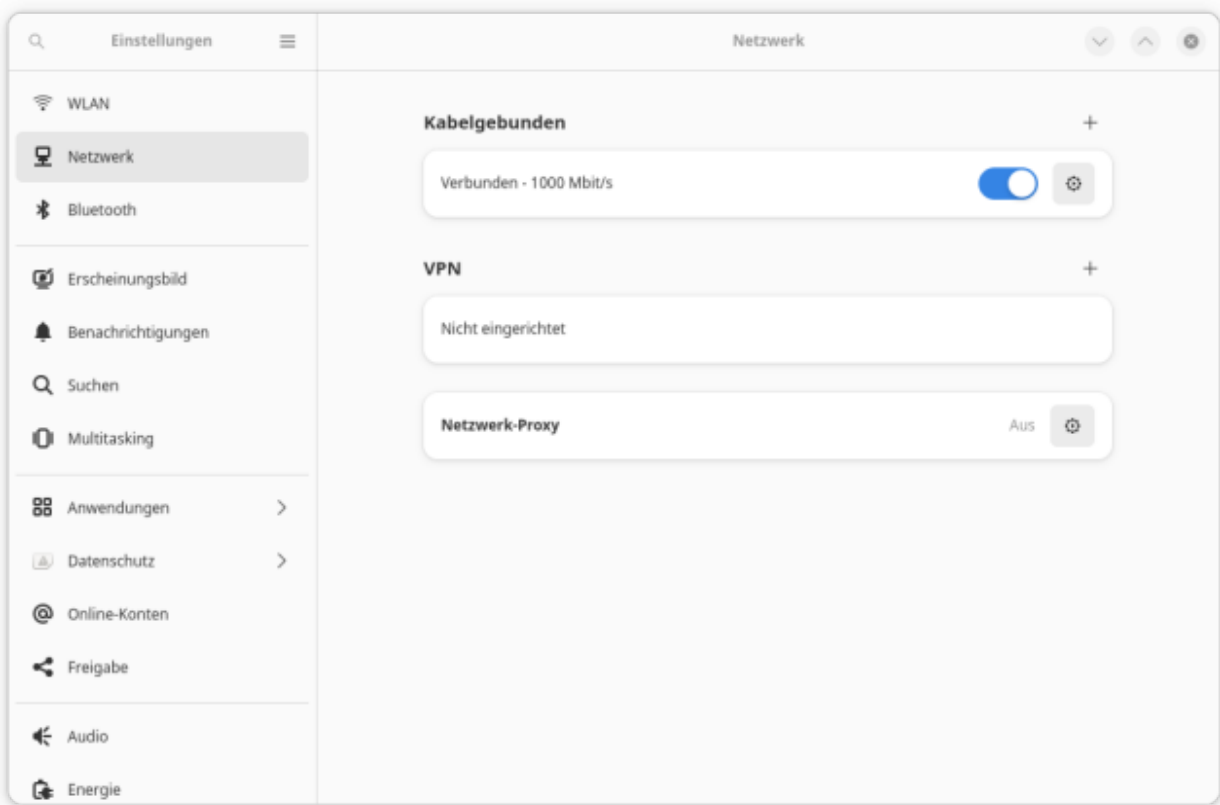 Einstellungen
Netzwerk
WLAN
Netzwerk
Bluetooth
Erscheinungsbild
Benachrichtigungen
Suchen
Multitasking
Anwendungen
Datenschutz
Online-Konten
Freigabe
Audio
Energie
Kabelgebunden
Verbunden - 1000 Mbit/s
VPN
Nicht eingerichtet
Netzwerk-Proxy Aus